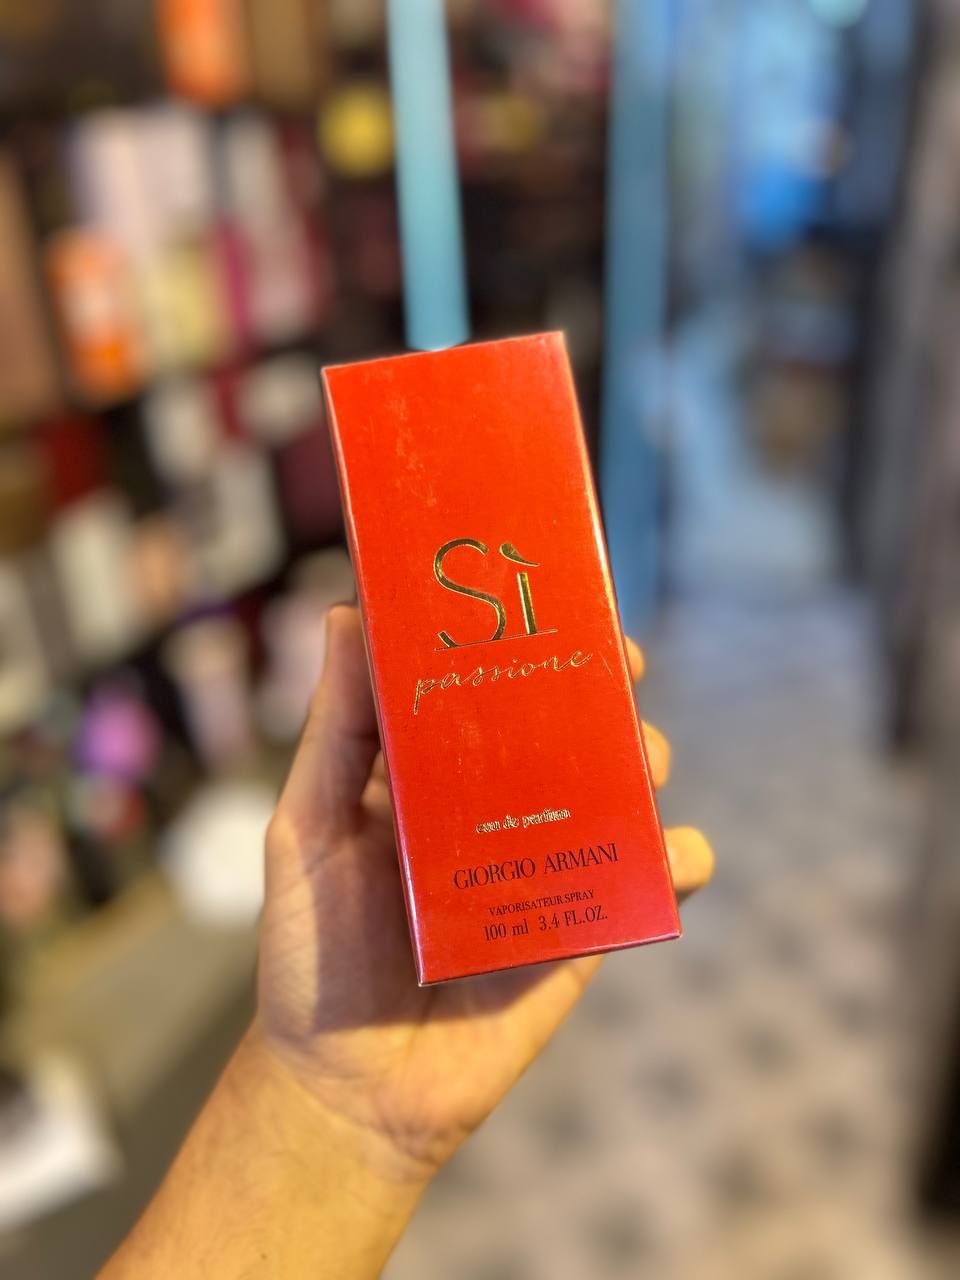 Sì
passione
eau de parfum
GIORGIO ARMANI
VAPORISATEUR SPRAY
100 ml 3.4 FL.OZ.